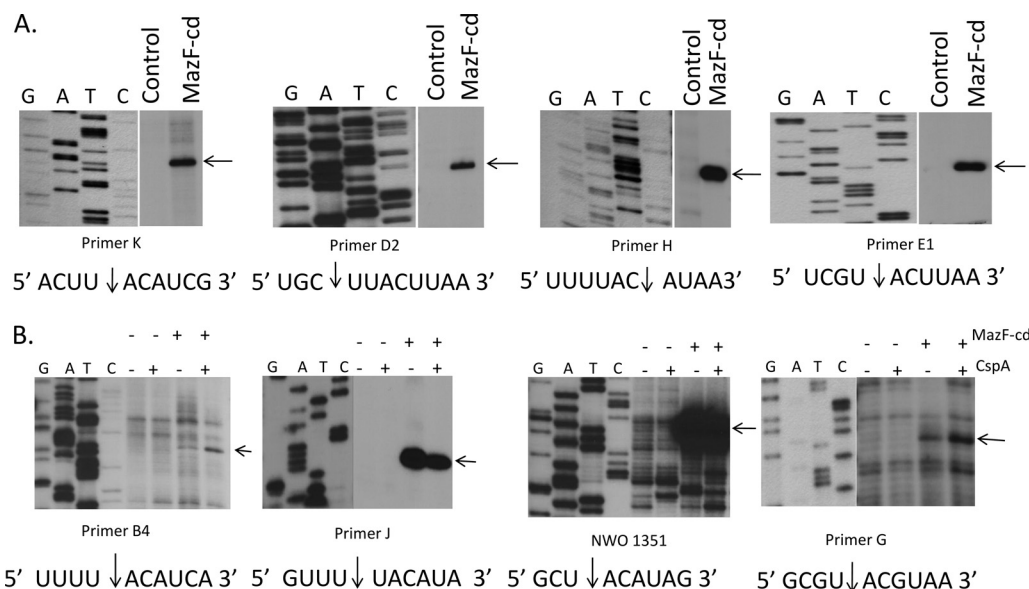 A.
G A T C Control MazF-cd
G A T C Control MazF-cd
G A T C Control MazF-cd
G A T C Control MazF-cd
Primer K
Primer D2
Primer H
Primer E1
5’ ACUU ↓ ACAUCG 3’
5’ UGC ↓ UUACUUAA 3’
5’ UUUUAC ↓ AUAA3’
5’ UCGU ↓ ACUUAA 3’
B.
- - + +
- - + +
- - + +
- - + + MazF-cd
G A T C - + - +
G A T C - + - +
G A T C - + - +
G A T C - + - + CspA
Primer B4
Primer J
NWO 1351
Primer G
5’ UUUU ↓ ACAUCA 3’
5’ GUUU ↓ UACAUA 3’
5’ GCU ↓ ACAUAG 3’
5’ GCGU ↓ ACGUAA 3’